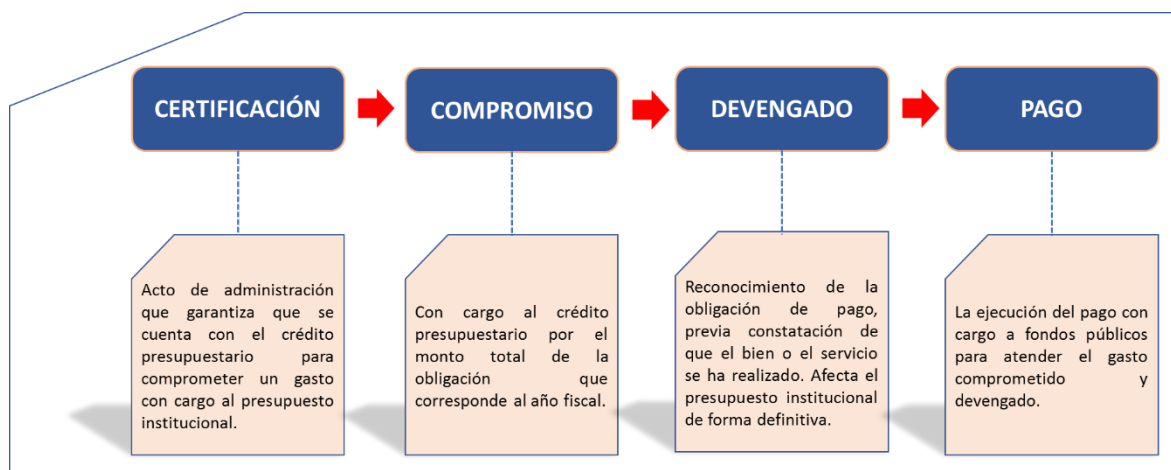 CERTIFICACIÓN
COMPROMISO
DEVENGADO
PAGO
Acto de administración
que garantiza que se
cuenta con el crédito
presupuestario para
comprometer un gasto
con cargo al presupuesto
institucional.
Con cargo al crédito
presupuestario por el
monto total de la
obligación que
corresponde al año fiscal.
Reconocimiento de la
obligación de pago,
previa constatación de
que el bien o el servicio
se ha realizado. Afecta el
presupuesto institucional
de forma definitiva.
La ejecución del pago con
cargo a fondos públicos
para atender el gasto
comprometido y
devengado.